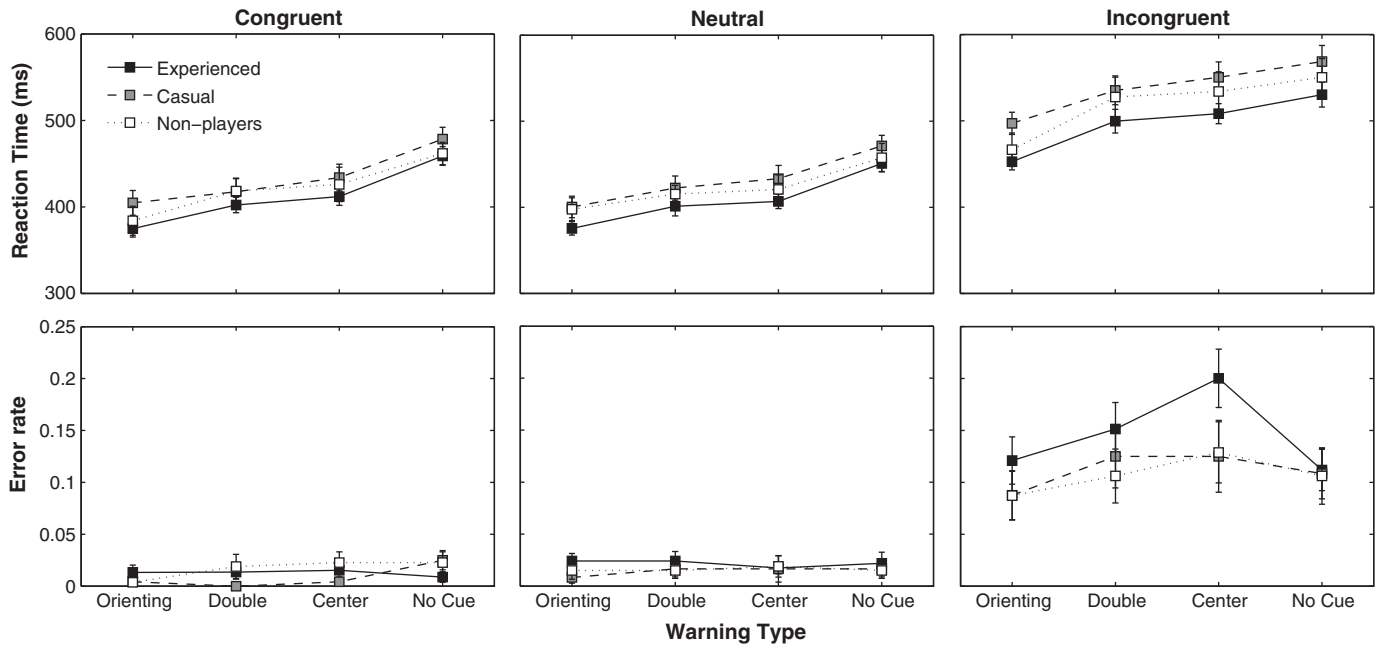 Congruent
Neutral
Incongruent
Reaction Time (ms)
600
500
400
300
Experienced
Casual
Non-players
Error rate
0.25
0.2
0.15
0.1
0.05
0
Orienting Double Center No Cue
Orienting Double Center No Cue
Orienting Double Center No Cue
Warning Type